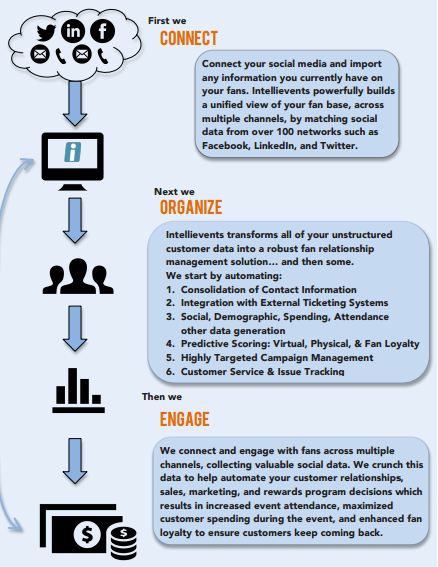 First we
CONNECT
Connect your social media and import
any information you currently have on
your fans. Intellievents powerfully builds
a unified view of your fan base, across
multiple channels, by matching social
data from over 100 networks such as
Facebook, LinkedIn, and Twitter.
Next we
ORGANIZE
Intellievents transforms all of your unstructured
customer data into a robust fan relationship
management solution... and then some.
We start by automating:
1. Consolidation of Contact Information
2. Integration with External Ticketing Systems
3. Social, Demographic, Spending, Attendance
other data generation
4. Predictive Scoring: Virtual, Physical, & Fan Loyalty
5. Highly Targeted Campaign Management
6. Customer Service & Issue Tracking
Then we
ENGAGE
We connect and engage with fans across multiple
channels, collecting valuable social data. We crunch this
data to help automate your customer relationships,
sales, marketing, and rewards program decisions which
results in increased event attendance, maximized
customer spending during the event, and enhanced fan
loyalty to ensure customers keep coming back.
in
f
i
$
$